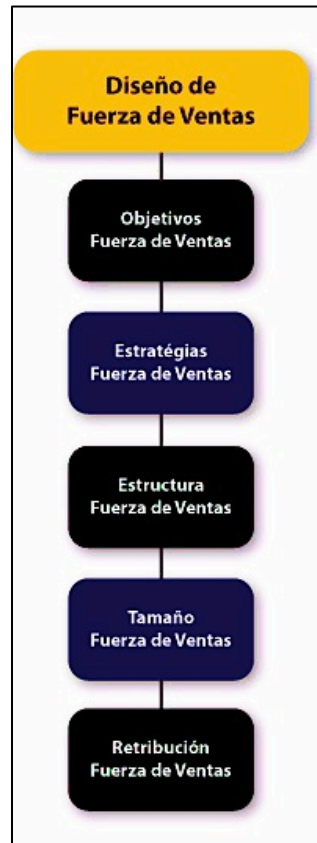 Diseño de
Fuerza de Ventas
Objetivos
Fuerza de Ventas
Estratégias
Fuerza de Ventas
Estructura
Fuerza de Ventas
Tamaño
Fuerza de Ventas
Retribución
Fuerza de Ventas